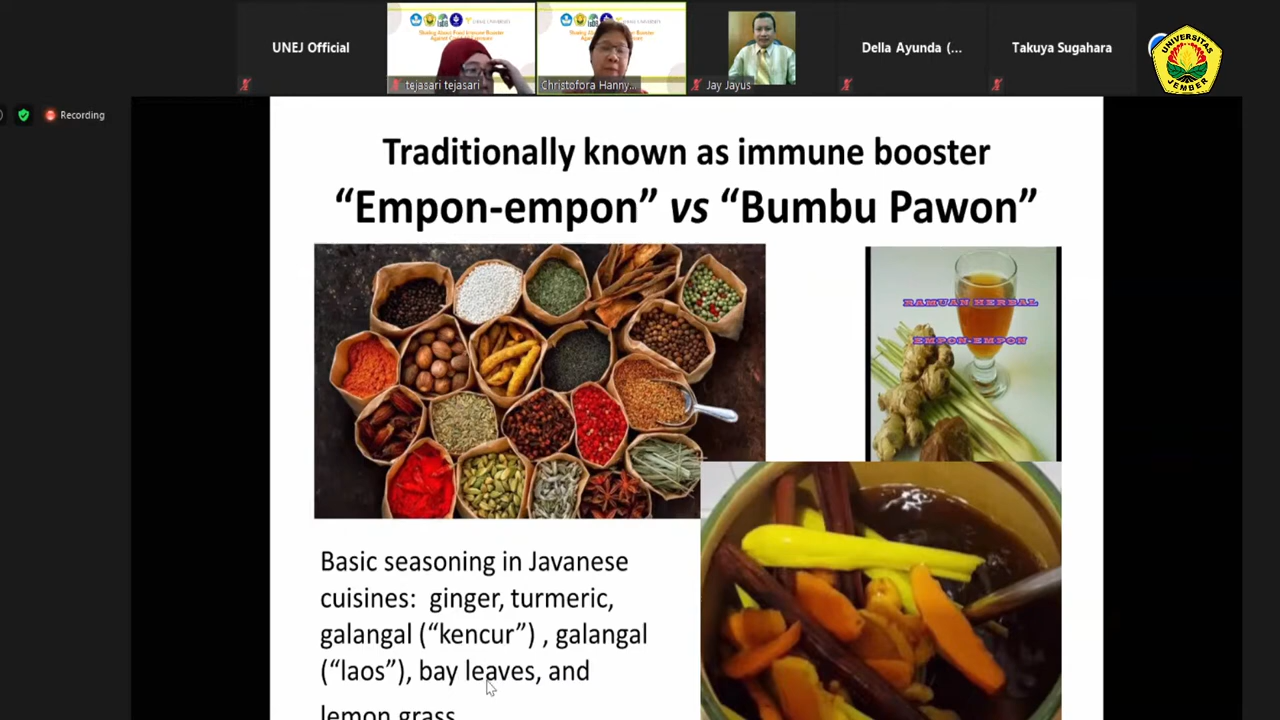 UNEJ Official
tejasari tejasari
Christofora Hanny...
Jay Jayus
Della Ayunda (...
Takuya Sugahara
UNIVERSITAS
JEMBER
Recording
Traditionally known as immune booster
“Empon-empon” vs “Bumbu Pawon”
RAMUAN HERBAL
EMPON-EMPON
Basic seasoning in Javanese
cuisines: ginger, turmeric,
galangal (“kencur”) , galangal
(“laos”), bay leaves, and
lemon grass